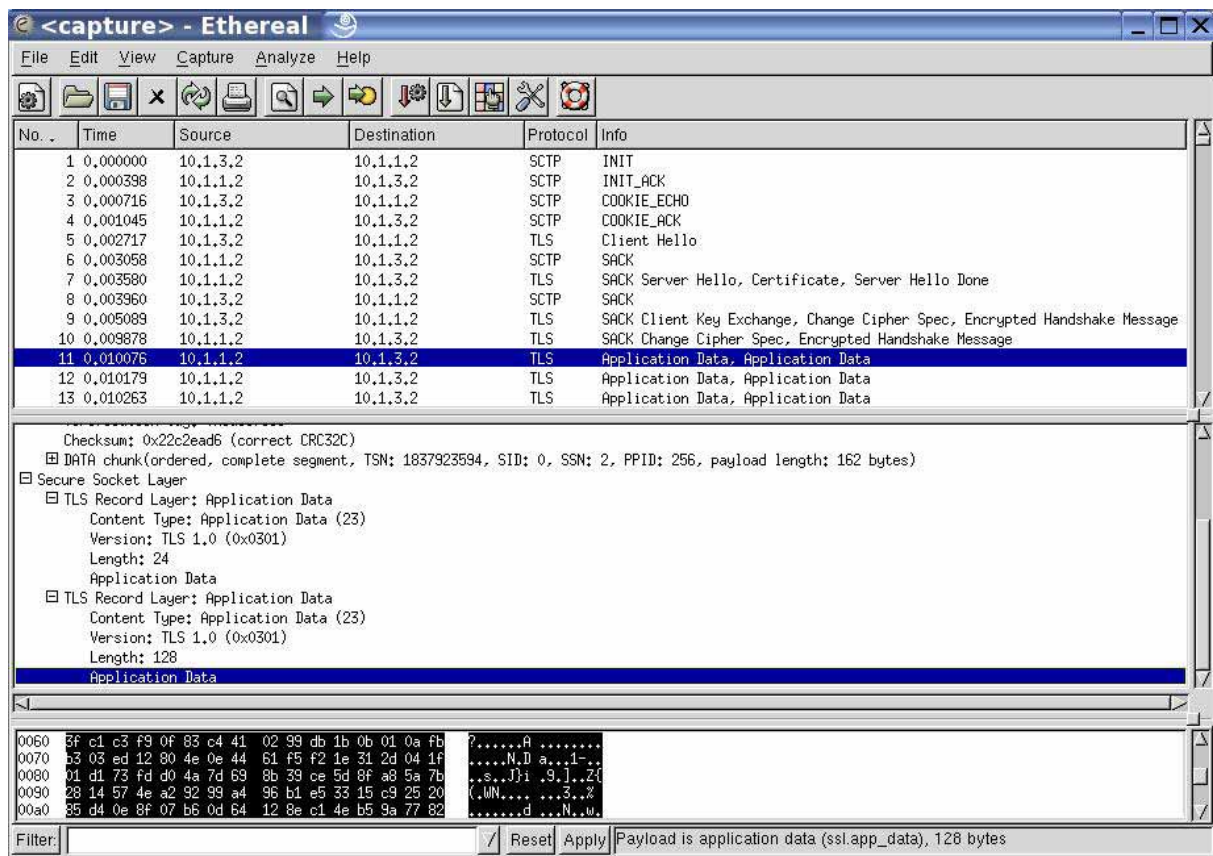 <capture> - Ethereal
File Edit View Capture Analyze Help
No. . Time Source Destination Protocol Info
1 0.000000 10.1.3.2 10.1.1.2 SCTP INIT
2 0.000398 10.1.1.2 10.1.3.2 SCTP INIT_ACK
3 0.000716 10.1.3.2 10.1.1.2 SCTP COOKIE_ECHO
4 0.001045 10.1.1.2 10.1.3.2 SCTP COOKIE_ACK
5 0.002717 10.1.3.2 10.1.1.2 TLS Client Hello
6 0.003058 10.1.1.2 10.1.3.2 SCTP SACK
7 0.003580 10.1.1.2 10.1.3.2 TLS SACK Server Hello, Certificate, Server Hello Done
8 0.003960 10.1.3.2 10.1.1.2 SCTP SACK
9 0.005089 10.1.3.2 10.1.1.2 TLS SACK Client Key Exchange, Change Cipher Spec, Encrypted Handshake Message
10 0.009878 10.1.1.2 10.1.3.2 TLS SACK Change Cipher Spec, Encrypted Handshake Message
11 0.010076 10.1.1.2 10.1.3.2 TLS Application Data, Application Data
12 0.010179 10.1.1.2 10.1.3.2 TLS Application Data, Application Data
13 0.010263 10.1.1.2 10.1.3.2 TLS Application Data, Application Data
Checksum: 0x22c2ead6 (correct CRC32C)
DATA chunk(ordered, complete segment, TSN: 1837923594, SID: 0, SSN: 2, PPID: 256, payload length: 162 bytes)
Secure Socket Layer
TLS Record Layer: Application Data
Content Type: Application Data (23)
Version: TLS 1.0 (0x0301)
Length: 24
Application Data
TLS Record Layer: Application Data
Content Type: Application Data (23)
Version: TLS 1.0 (0x0301)
Length: 128
Application Data
0060 3f c1 c3 f9 0f 83 c4 41 02 99 db 1b 0b 01 0a fb ?......A ........
0070 b3 03 ed 12 80 4e 0e 44 61 f5 f2 1e 31 2d 04 1f .....N.D a...1-..
0080 01 d1 73 fd d0 4a 7d 69 8b 39 ce 5d 8f a8 5a 7b ..s..J}i .9.]..Z{
0090 28 14 57 4e a2 92 99 a4 96 b1 e5 33 15 c9 25 20 (.WN.... ...3..%
00a0 85 d4 0e 8f 07 b6 0d 64 12 8e c1 4e b5 9a 77 82 .......d ...N..w.
Filter: Reset Apply Payload is application data (ssl.app_data), 128 bytes